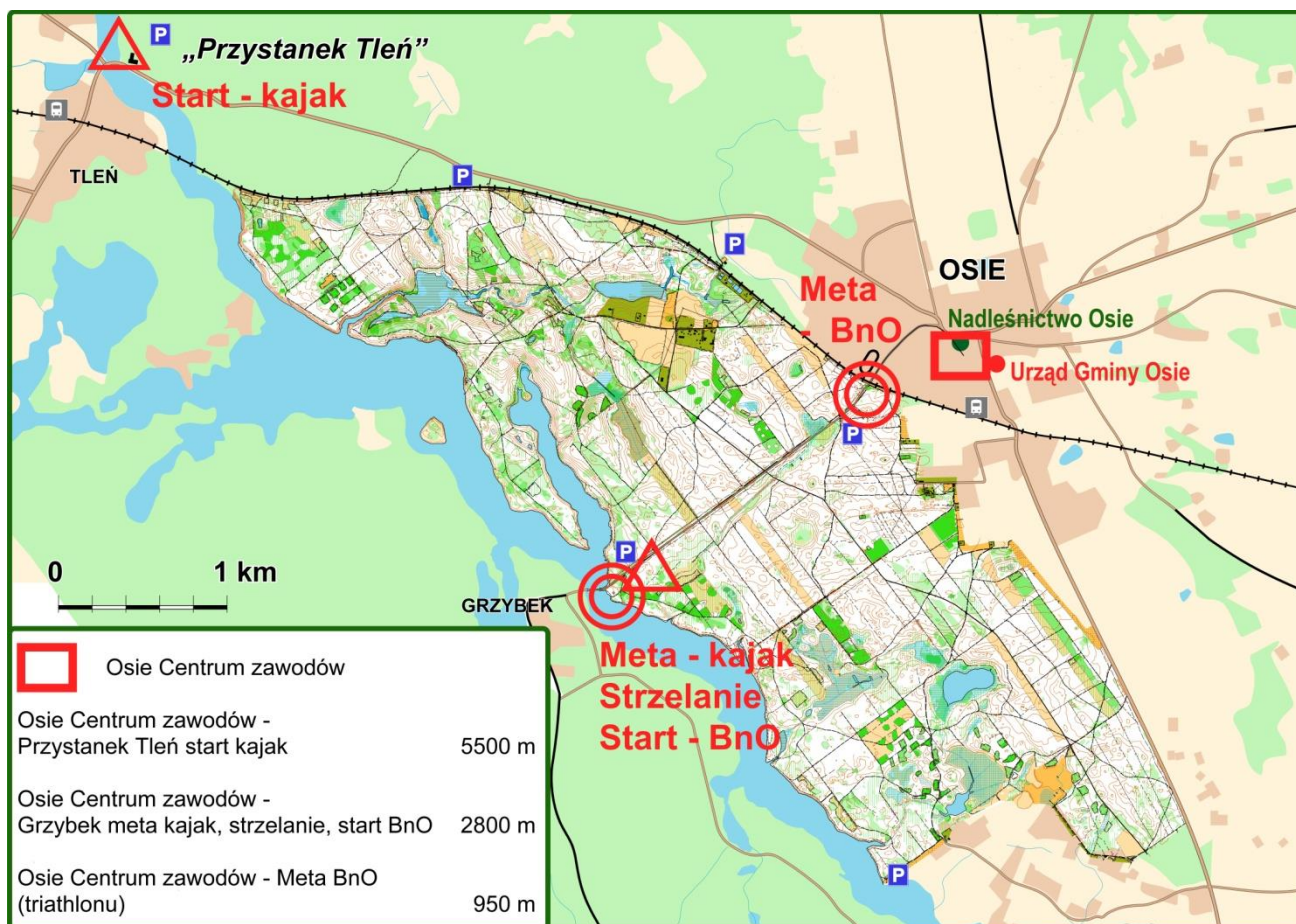 P
„Przystanek Tleń”
Start - kajak
TLEŃ
P
P
OSIE
Meta
- BnO
Nadleśnictwo Osie
Urząd Gminy Osie
P
P
0 1 km
GRZYBEK
Meta - kajak
Strzelanie
Start - BnO
P
Osie Centrum zawodów
Osie Centrum zawodów -
Przystanek Tleń start kajak 5500 m
Osie Centrum zawodów -
Grzybek meta kajak, strzelanie, start BnO 2800 m
Osie Centrum zawodów - Meta BnO
(triathlonu) 950 m